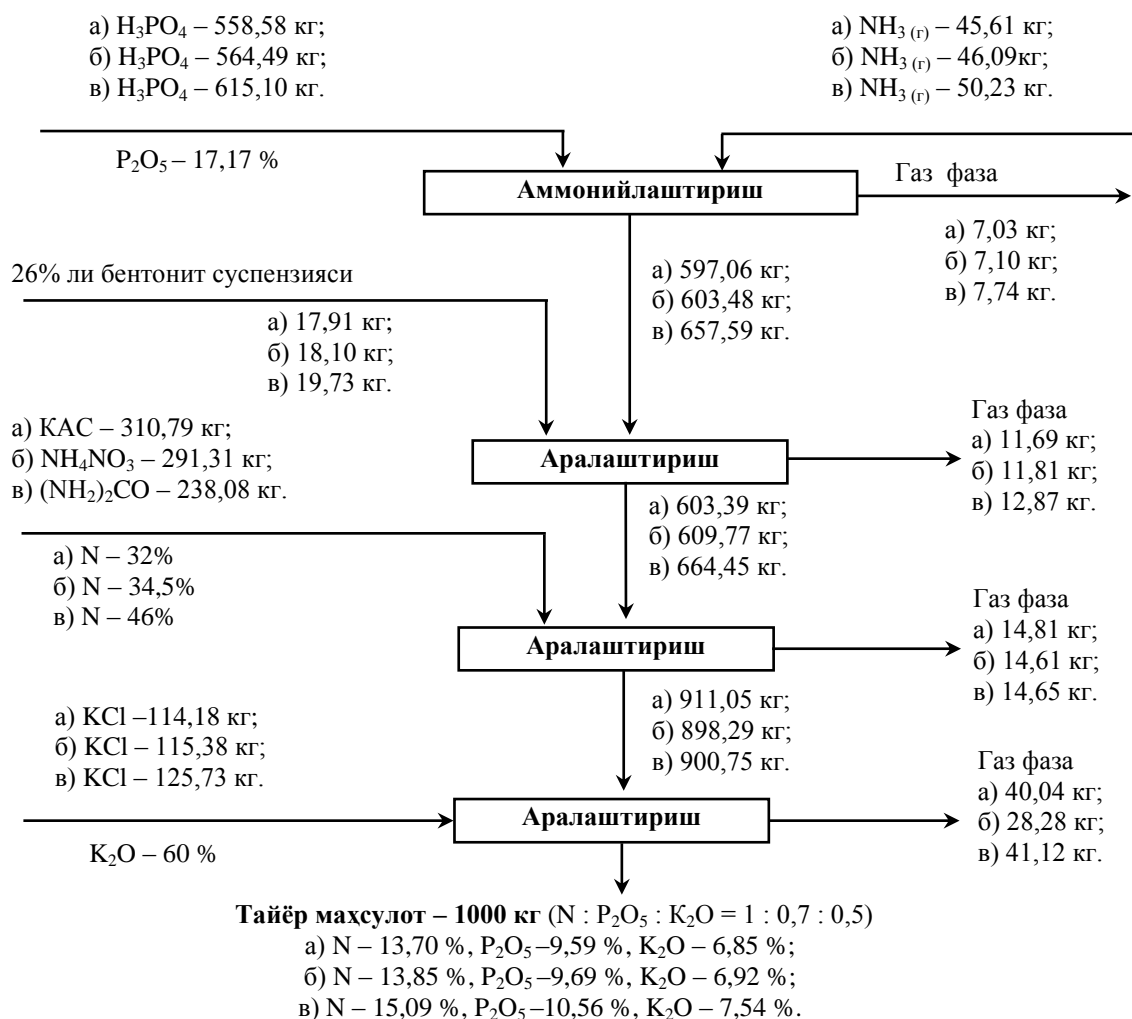 а) H₃PO₄ – 558,58 кг;
б) H₃PO₄ – 564,49 кг;
в) H₃PO₄ – 615,10 кг.
а) NH₃ (г) – 45,61 кг;
б) NH₃ (г) – 46,09кг;
в) NH₃ (г) – 50,23 кг.
P₂O₅ – 17,17 %
Аммонийлаштириш
Газ фаза
а) 7,03 кг;
б) 7,10 кг;
в) 7,74 кг.
26% ли бентонит суспензияси
а) 597,06 кг;
б) 603,48 кг;
в) 657,59 кг.
а) 17,91 кг;
б) 18,10 кг;
в) 19,73 кг.
а) КАС – 310,79 кг;
б) NH₄NO₃ – 291,31 кг;
в) (NH₂)₂CO – 238,08 кг.
Аралаштириш
Газ фаза
а) 11,69 кг;
б) 11,81 кг;
в) 12,87 кг.
а) 603,39 кг;
б) 609,77 кг;
в) 664,45 кг.
а) N – 32%
б) N – 34,5%
в) N – 46%
Аралаштириш
Газ фаза
а) 14,81 кг;
б) 14,61 кг;
в) 14,65 кг.
а) 911,05 кг;
б) 898,29 кг;
в) 900,75 кг.
а) KCl –114,18 кг;
б) KCl – 115,38 кг;
в) KCl – 125,73 кг.
Аралаштириш
Газ фаза
а) 40,04 кг;
б) 28,28 кг;
в) 41,12 кг.
K₂O – 60 %
Тайёр маҳсулот – 1000 кг (N : P₂O₅ : K₂O = 1 : 0,7 : 0,5)
а) N – 13,70 %, P₂O₅ –9,59 %, K₂O – 6,85 %;
б) N – 13,85 %, P₂O₅ –9,69 %, K₂O – 6,92 %;
в) N – 15,09 %, P₂O₅ –10,56 %, K₂O – 7,54 %.